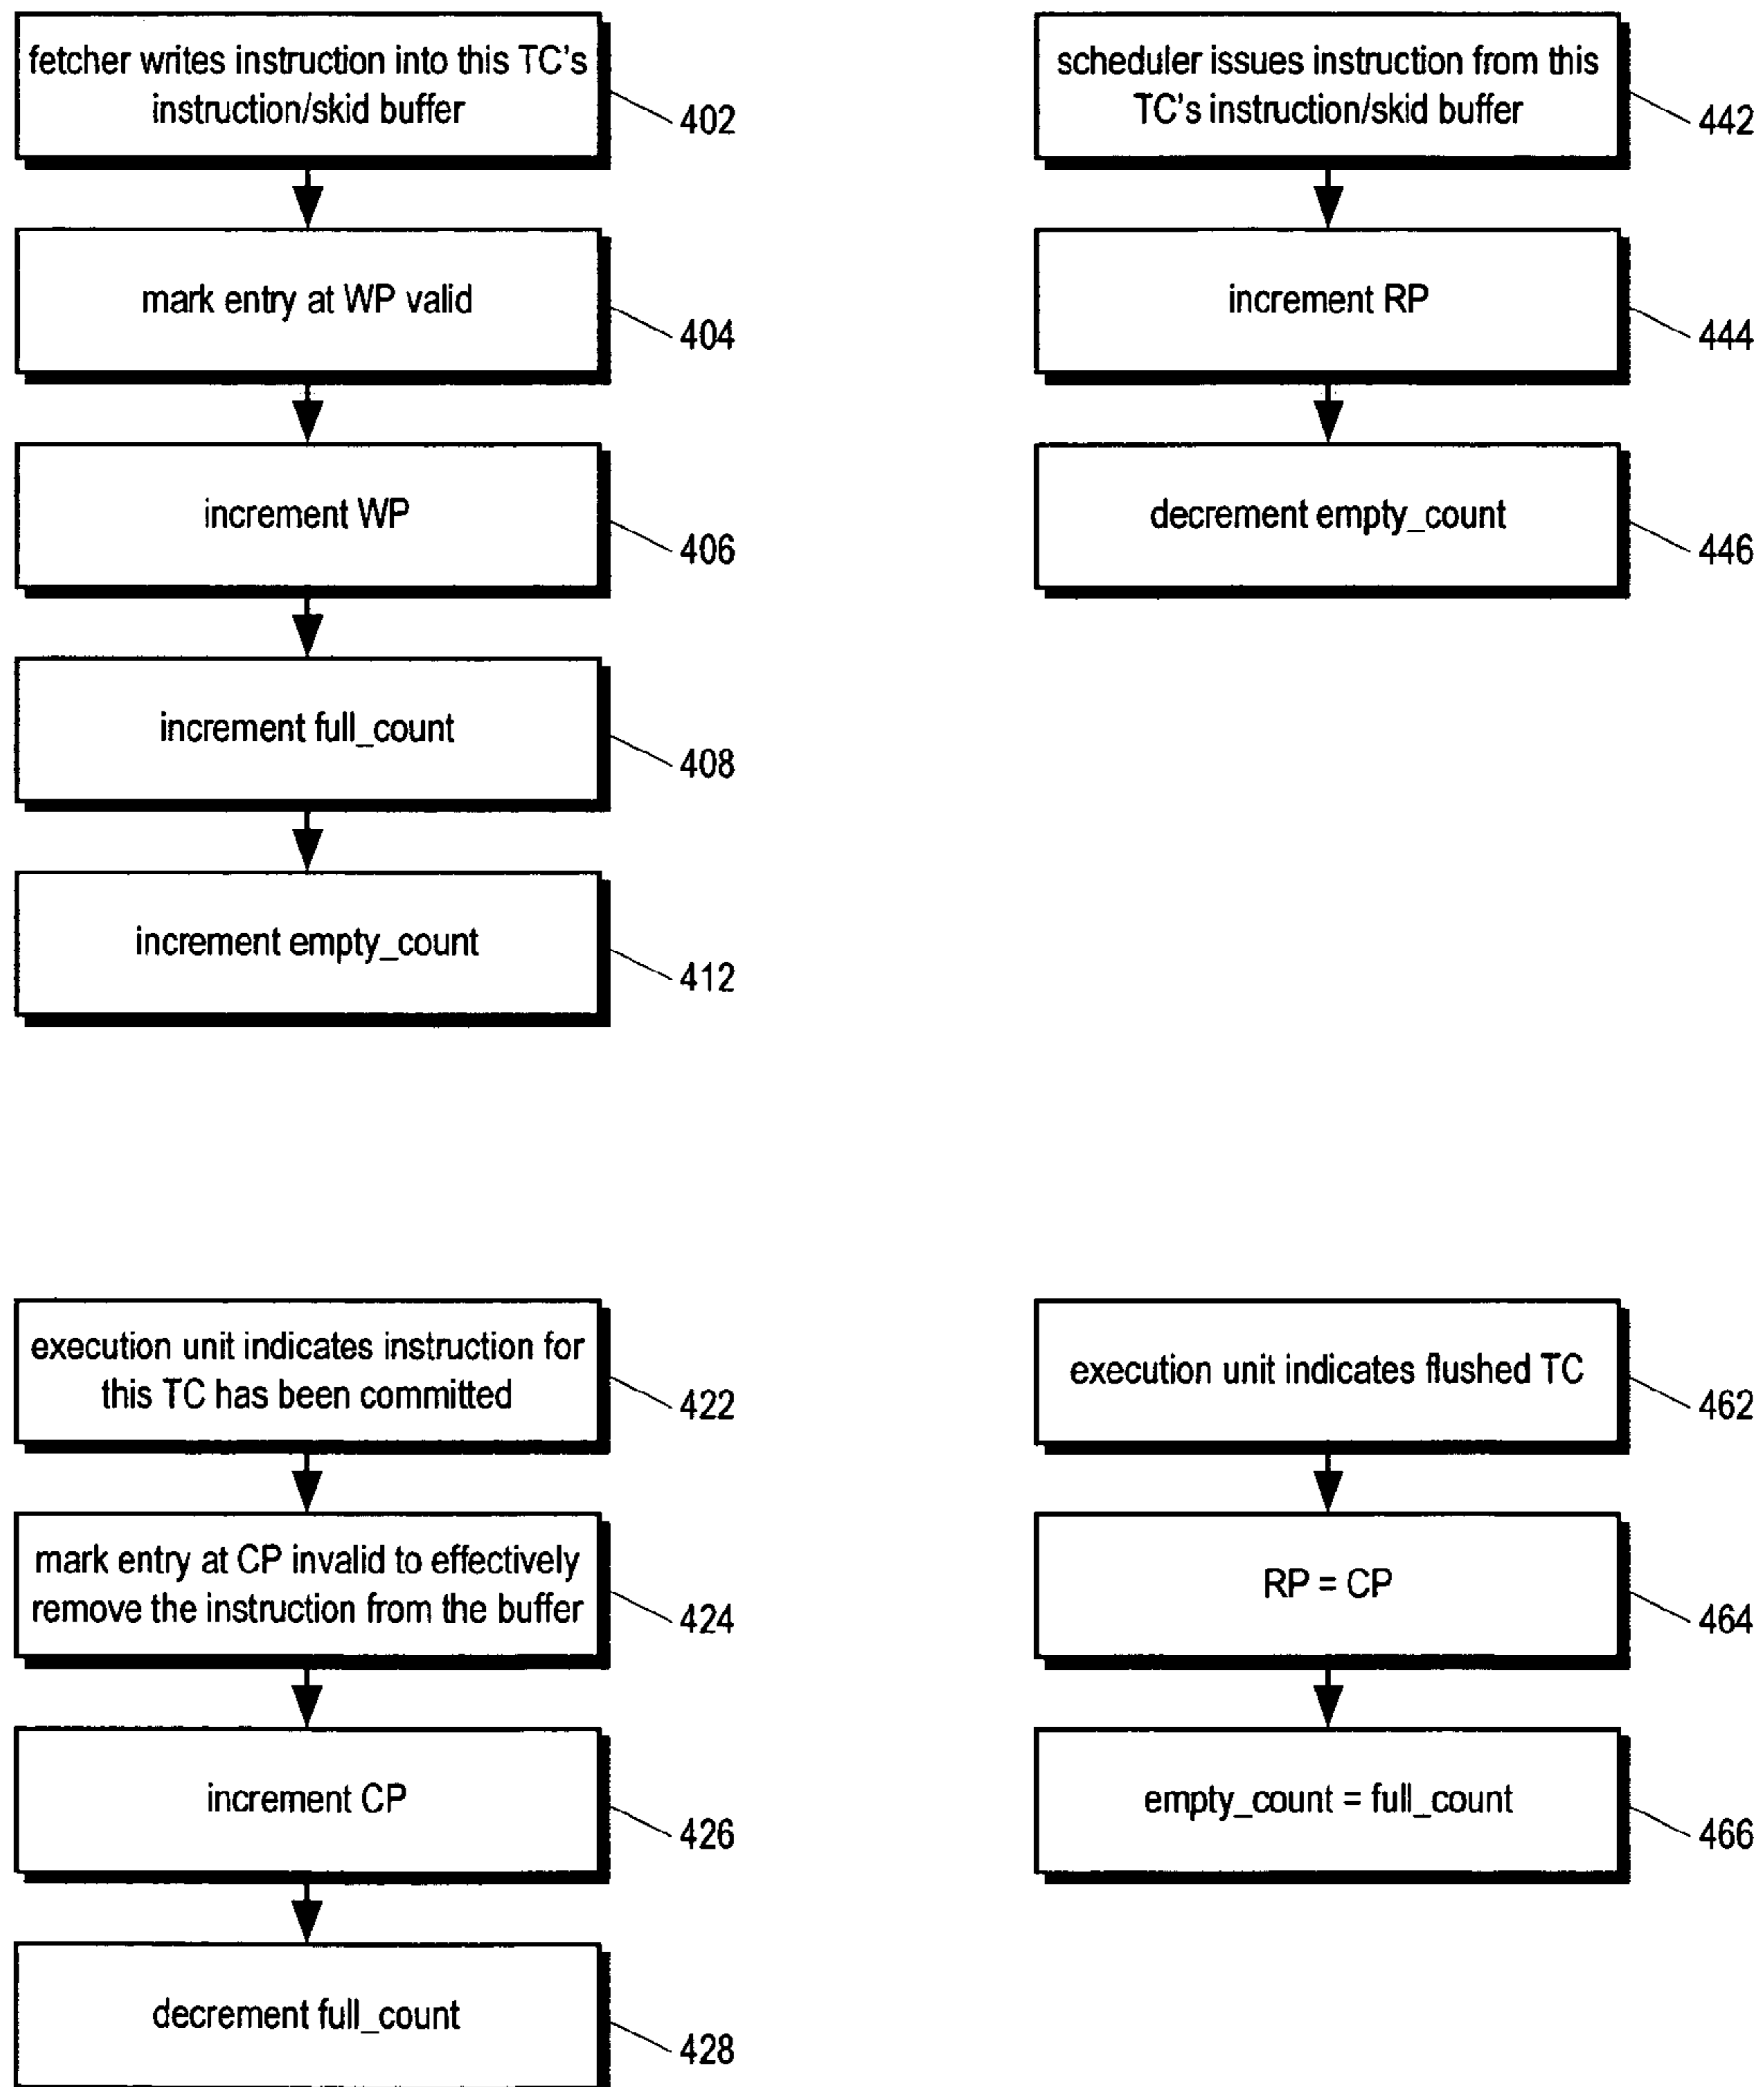 fetcher writes instruction into this TC's
instruction/skid buffer
402
mark entry at WP valid
404
increment WP
406
increment full_count
408
increment empty_count
412
scheduler issues instruction from this
TC's instruction/skid buffer
442
increment RP
444
decrement empty_count
446
execution unit indicates instruction for
this TC has been committed
422
mark entry at CP invalid to effectively
remove the instruction from the buffer
424
increment CP
426
decrement full_count
428
execution unit indicates flushed TC
462
RP = CP
464
empty_count = full_count
466